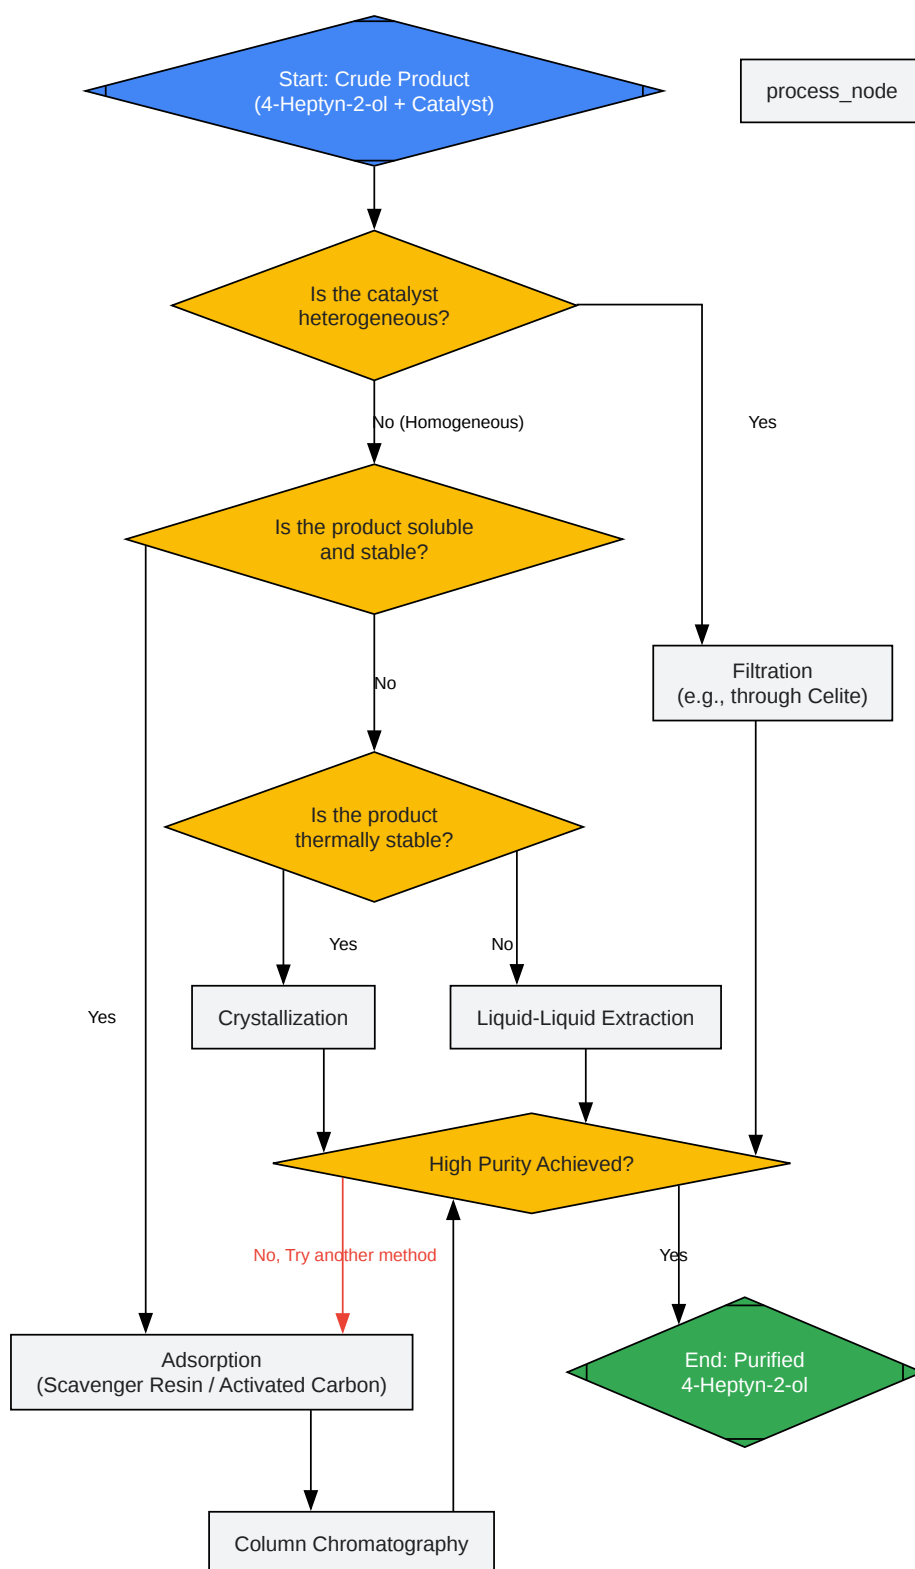 Start: Crude Product
(4-Heptyn-2-ol + Catalyst)
process_node
Is the catalyst
heterogeneous?
No (Homogeneous)
Yes
Is the product soluble
and stable?
No
Filtration
(e.g., through Celite)
Is the product
thermally stable?
Yes
No
Yes
Crystallization
Liquid-Liquid Extraction
High Purity Achieved?
No, Try another method
Yes
Adsorption
(Scavenger Resin / Activated Carbon)
End: Purified
4-Heptyn-2-ol
Column Chromatography